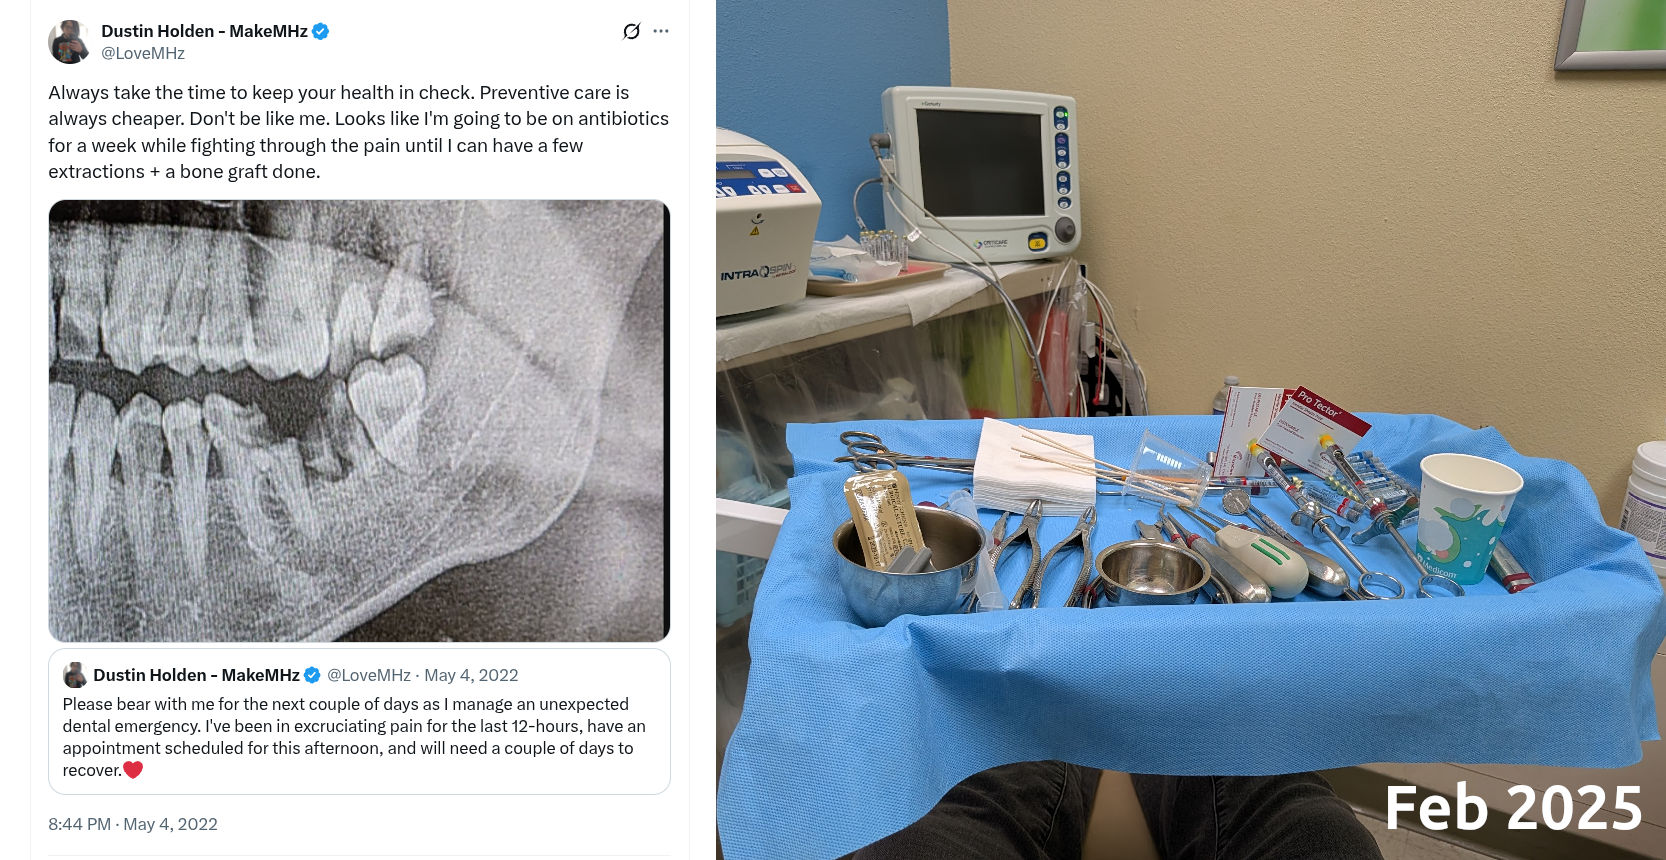 Dustin Holden - MakeMHz
@LoveMHz
Always take the time to keep your health in check. Preventive care is
always cheaper. Don't be like me. Looks like I'm going to be on antibiotics
for a week while fighting through the pain until I can have a few
extractions + a bone graft done.
Dustin Holden - MakeMHz @LoveMHz · May 4, 2022
Please bear with me for the next couple of days as I manage an unexpected
dental emergency. I've been in excruciating pain for the last 12-hours, have an
appointment scheduled for this afternoon, and will need a couple of days to
recover.❤️
8:44 PM · May 4, 2022
INTRASPIN
CRITICARE
Pro Tector
Medicom
Feb 2025